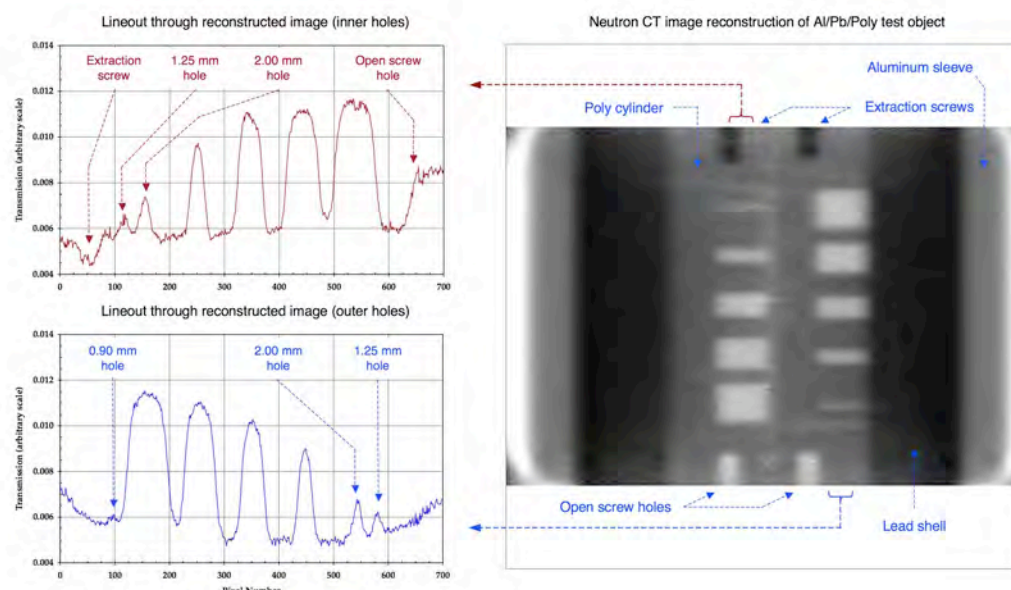 Lineout through reconstructed image (inner holes)
0.014
0.012
0.010
0.008
0.006
0.004
Transmission (arbitrary scale)
Extraction
screw
1.25 mm
hole
2.00 mm
hole
Open screw
hole
0 100 200 300 400 500 600 700
Lineout through reconstructed image (outer holes)
0.014
0.012
0.010
0.008
0.006
0.004
Transmission (arbitrary scale)
0.90 mm
hole
2.00 mm
hole
1.25 mm
hole
0 100 200 300 400 500 600 700
Pixel Number
Neutron CT image reconstruction of Al/Pb/Poly test object
Aluminum sleeve
Poly cylinder
Extraction screws
Open screw holes
Lead shell